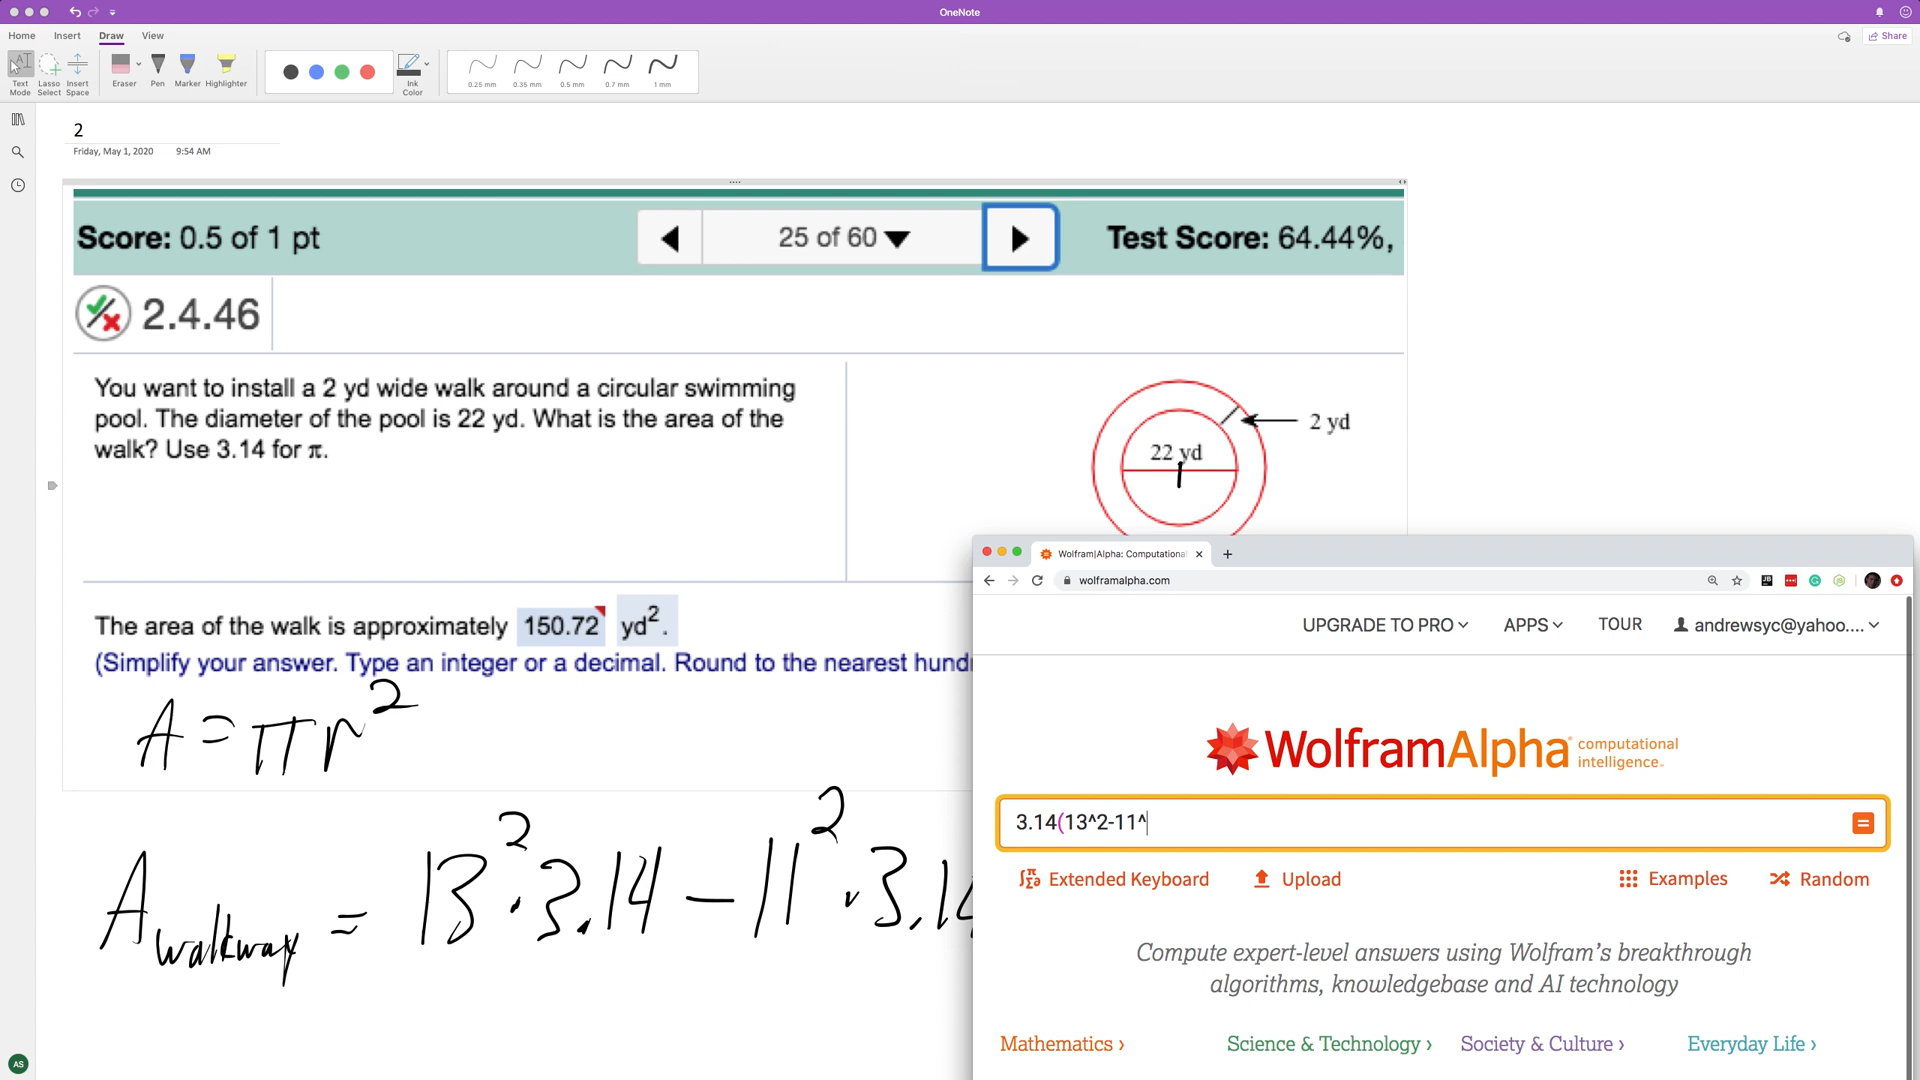 OneNote
Home Insert Draw View
Share
Text Mode
Lasso Select
Insert Space
Eraser
Pen
Marker
Highlighter
Ink Color
0.25 mm 0.35 mm 0.5 mm 0.7 mm 1 mm
2
Friday, May 1, 2020 9:54 AM
Score: 0.5 of 1 pt
25 of 60
Test Score: 64.44%,
2.4.46
You want to install a 2 yd wide walk around a circular swimming
pool. The diameter of the pool is 22 yd. What is the area of the
walk? Use 3.14 for π.
22 yd
2 yd
The area of the walk is approximately 150.72 yd².
(Simplify your answer. Type an integer or a decimal. Round to the nearest hund
A = πr²
A walkway = 13² · 3.14 – 11² · 3.14
Wolfram|Alpha: Computational
wolframalpha.com
UPGRADE TO PRO APPS TOUR andrewsyc@yahoo....
WolframAlpha computational intelligence.
3.14(13^2-11^
Extended Keyboard Upload Examples Random
Compute expert-level answers using Wolfram's breakthrough
algorithms, knowledgebase and AI technology
Mathematics › Science & Technology › Society & Culture › Everyday Life ›
AS